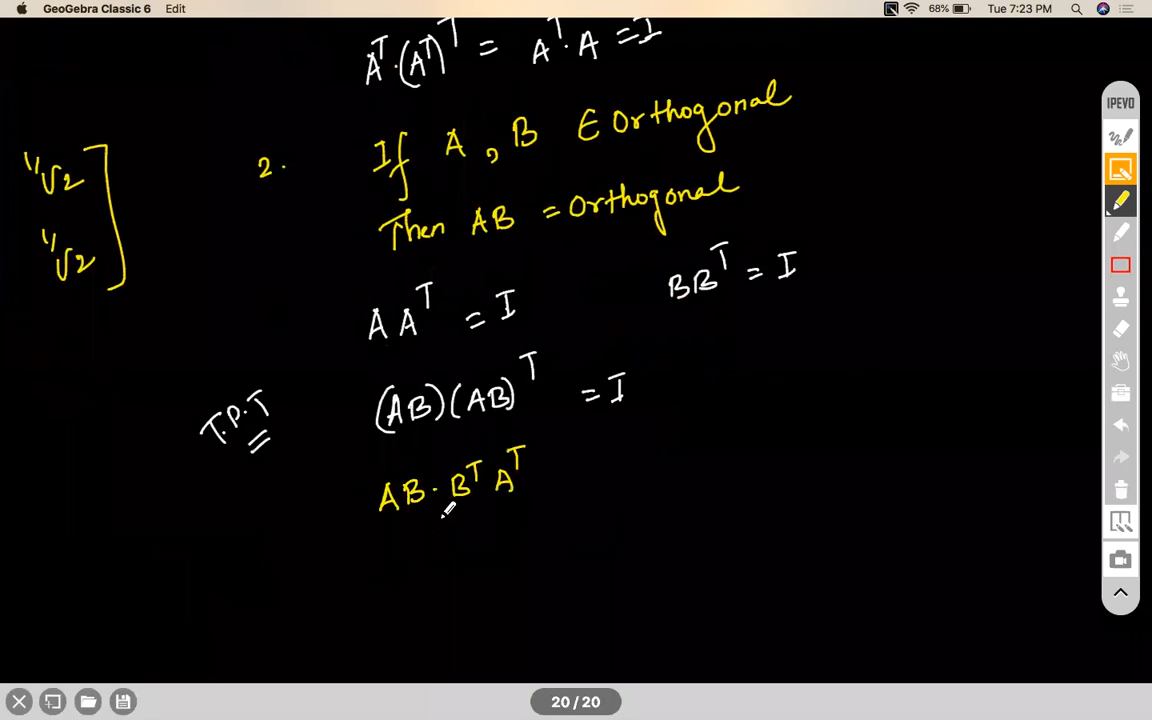 GeoGebra Classic 6 Edit 68% Tue 7:23 PM
Aᵀ·(Aᵀ)ᵀ = Aᵀ·A = I
IPEVO
1/√2
1/√2
2. If A, B ∈ Orthogonal
Then AB = Orthogonal
AAᵀ = I BBᵀ = I
T.P.T (AB)(AB)ᵀ = I
AB·BᵀAᵀ
20/20